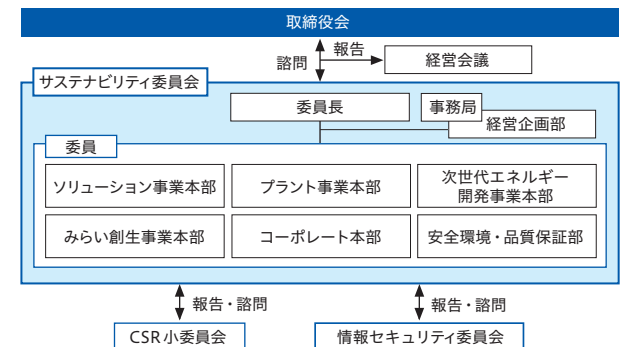 取締役会
諮問
報告
経営会議
サステナビリティ委員会
委員長
事務局
経営企画部
委員
ソリューション事業本部
プラント事業本部
次世代エネルギー
開発事業本部
みらい創生事業本部
コーポレート本部
安全環境・品質保証部
報告・諮問
報告・諮問
CSR小委員会
情報セキュリティ委員会